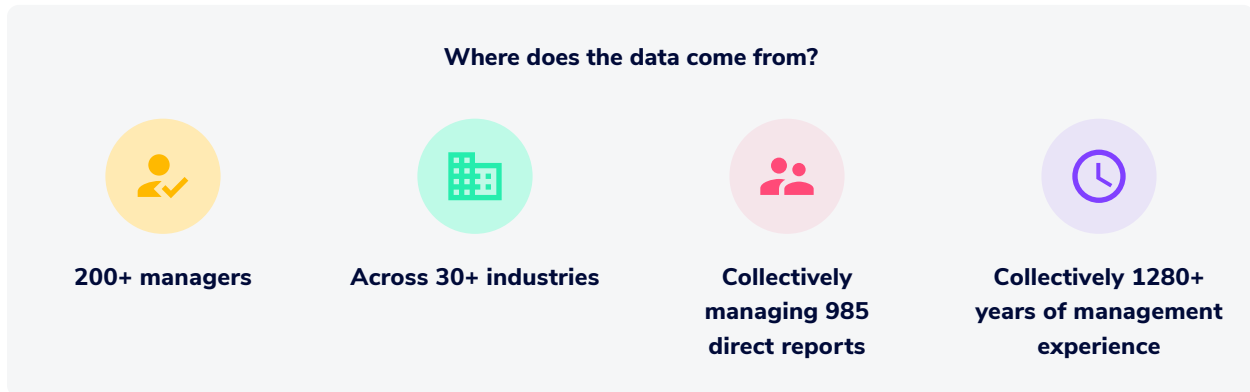 Where does the data come from?
200+ managers
Across 30+ industries
Collectively
managing 985
direct reports
Collectively 1280+
years of management
experience